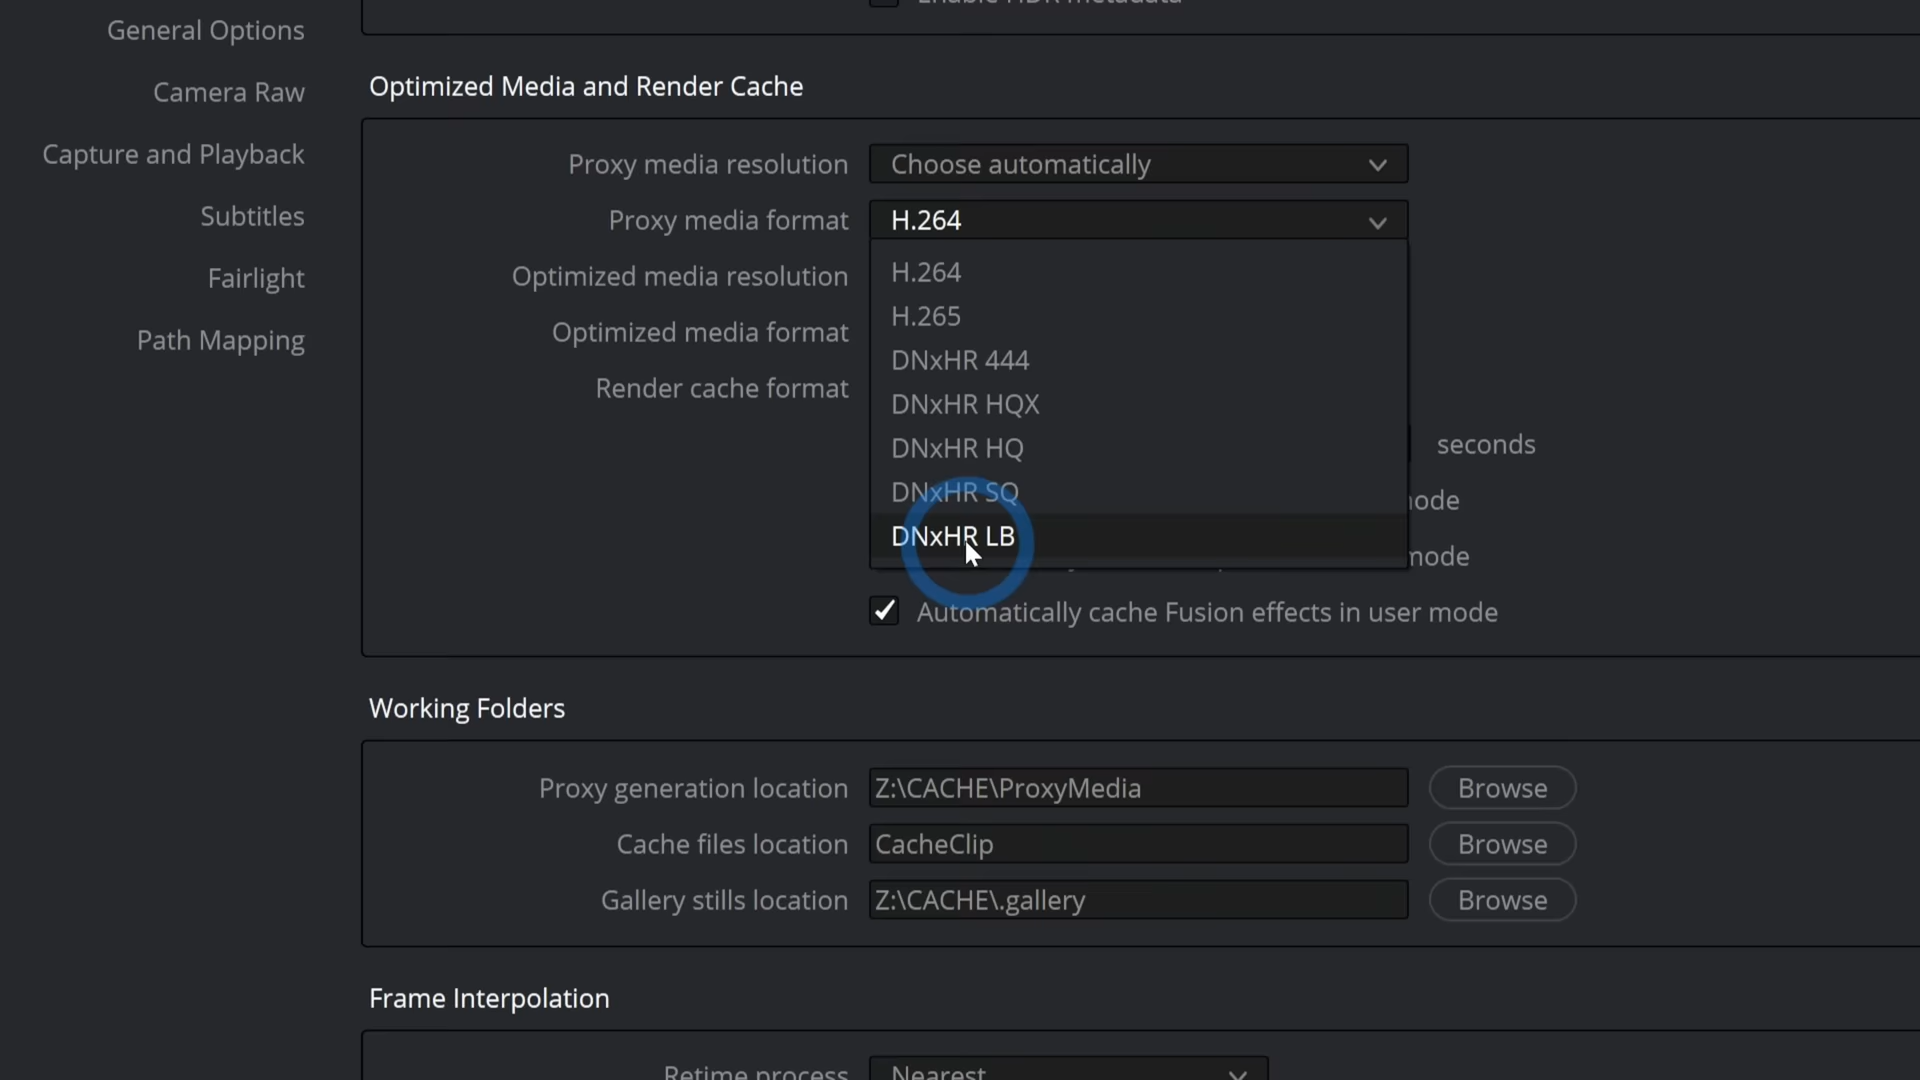 Enable HDR metadata
General Options
Camera Raw
Capture and Playback
Subtitles
Fairlight
Path Mapping
Optimized Media and Render Cache
Proxy media resolution Choose automatically
Proxy media format H.264
Optimized media resolution
Optimized media format
Render cache format
H.264
H.265
DNxHR 444
DNxHR HQX
DNxHR HQ
DNxHR SQ
DNxHR LB
seconds
mode
Automatically cache Fusion effects in user mode
Working Folders
Proxy generation location Z:\CACHE\ProxyMedia Browse
Cache files location CacheClip Browse
Gallery stills location Z:\CACHE\.gallery Browse
Frame Interpolation
Retime process Nearest